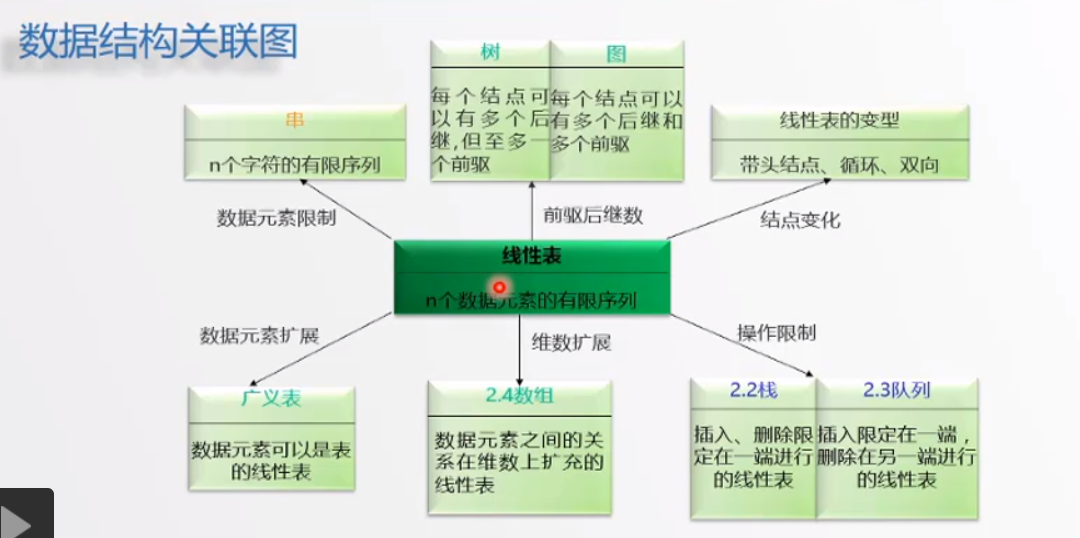 数据结构关联图
树
图
每个结点可
以有多个后
继,但至多一
个前驱
每个结点可以
有多个后继和
多个前驱
串
n个字符的有限序列
线性表的变型
带头结点、循环、双向
数据元素限制
前驱后继数
结点变化
线性表
n个数据元素的有限序列
数据元素扩展
维数扩展
操作限制
广义表
数据元素可以是表
的线性表
2.4数组
数据元素之间的关
系在维数上扩充的
线性表
2.2栈
插入、删除限
定在一端进行
的线性表
2.3队列
插入限定在一端，
删除在另一端进行
的线性表